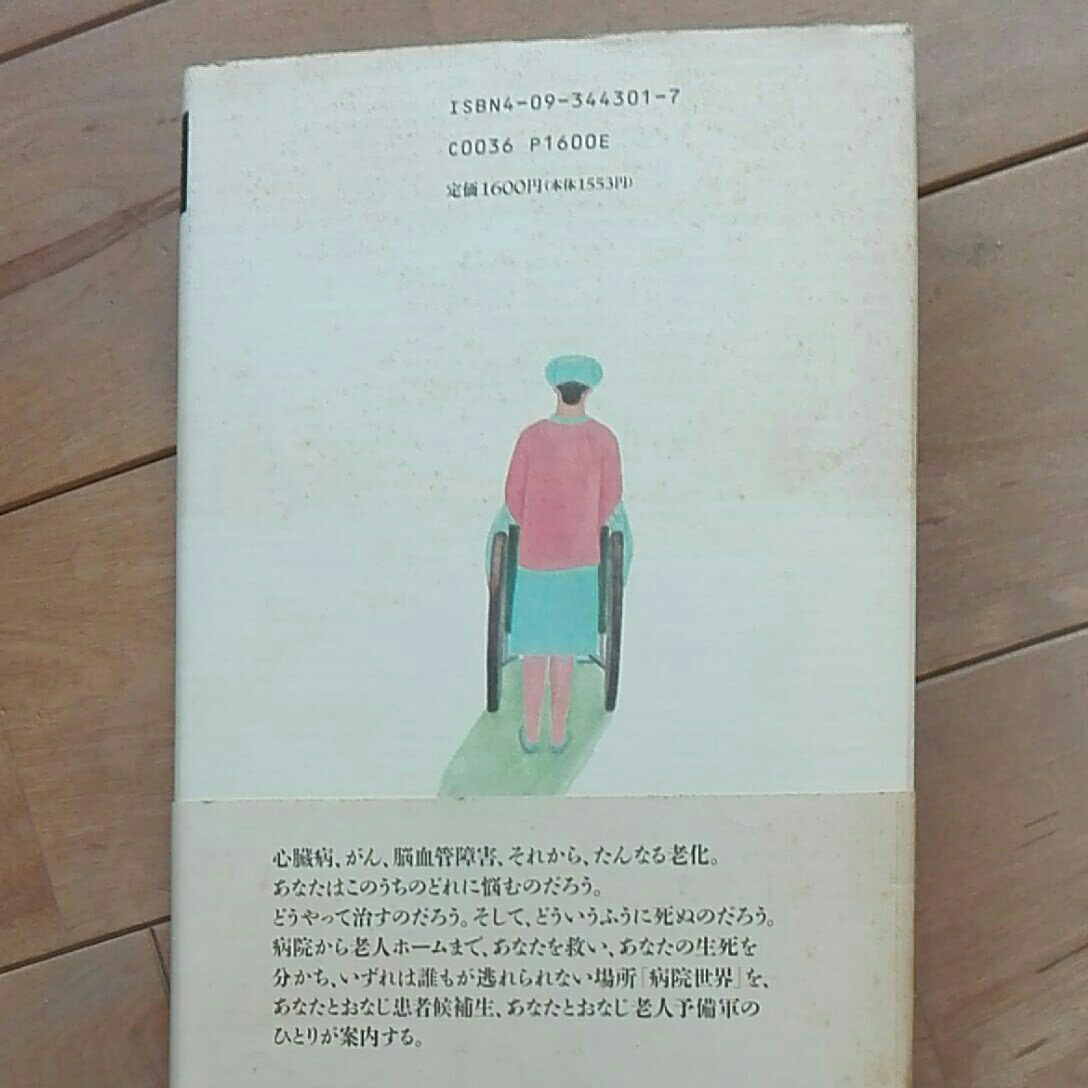 ISBN4-09-344301-7
C0036 P1600E
定価1600円(本体1553円)
心臓病、がん、脳血管障害、それから、たんなる老化。
あなたはこのうちのどれに悩むのだろう。
どうやって治すのだろう。そして、どういうふうに死ぬのだろう。
病院から老人ホームまで、あなたを救い、あなたの生死を
分かち、いずれは誰もが逃れられない場所「病院世界」を、
あなたとおなじ患者候補生、あなたとおなじ老人予備軍の
ひとりが案内する。